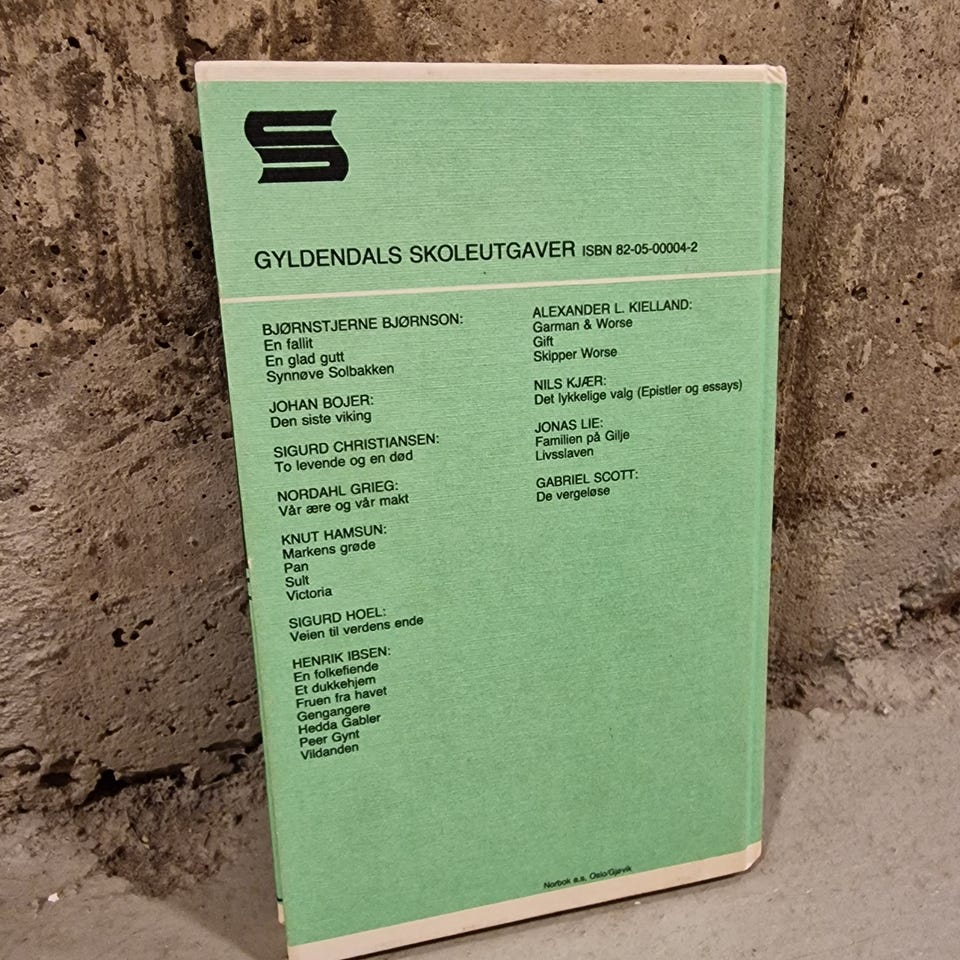 GYLDENDALS SKOLEUTGAVER ISBN 82-05-00004-2
BJØRNSTJERNE BJØRNSON:
En fallit
En glad gutt
Synnøve Solbakken
JOHAN BOJER:
Den siste viking
SIGURD CHRISTIANSEN:
To levende og en død
NORDAHL GRIEG:
Vår ære og vår makt
KNUT HAMSUN:
Markens grøde
Pan
Sult
Victoria
SIGURD HOEL:
Veien til verdens ende
HENRIK IBSEN:
En folkefiende
Et dukkehjem
Fruen fra havet
Gengangere
Hedda Gabler
Peer Gynt
Vildanden
ALEXANDER L. KIELLAND:
Garman & Worse
Gift
Skipper Worse
NILS KJÆR:
Det lykkelige valg (Epistler og essays)
JONAS LIE:
Familien på Gilje
Livsslaven
GABRIEL SCOTT:
De vergeløse
Norbok a.s, Oslo/Gjøvik